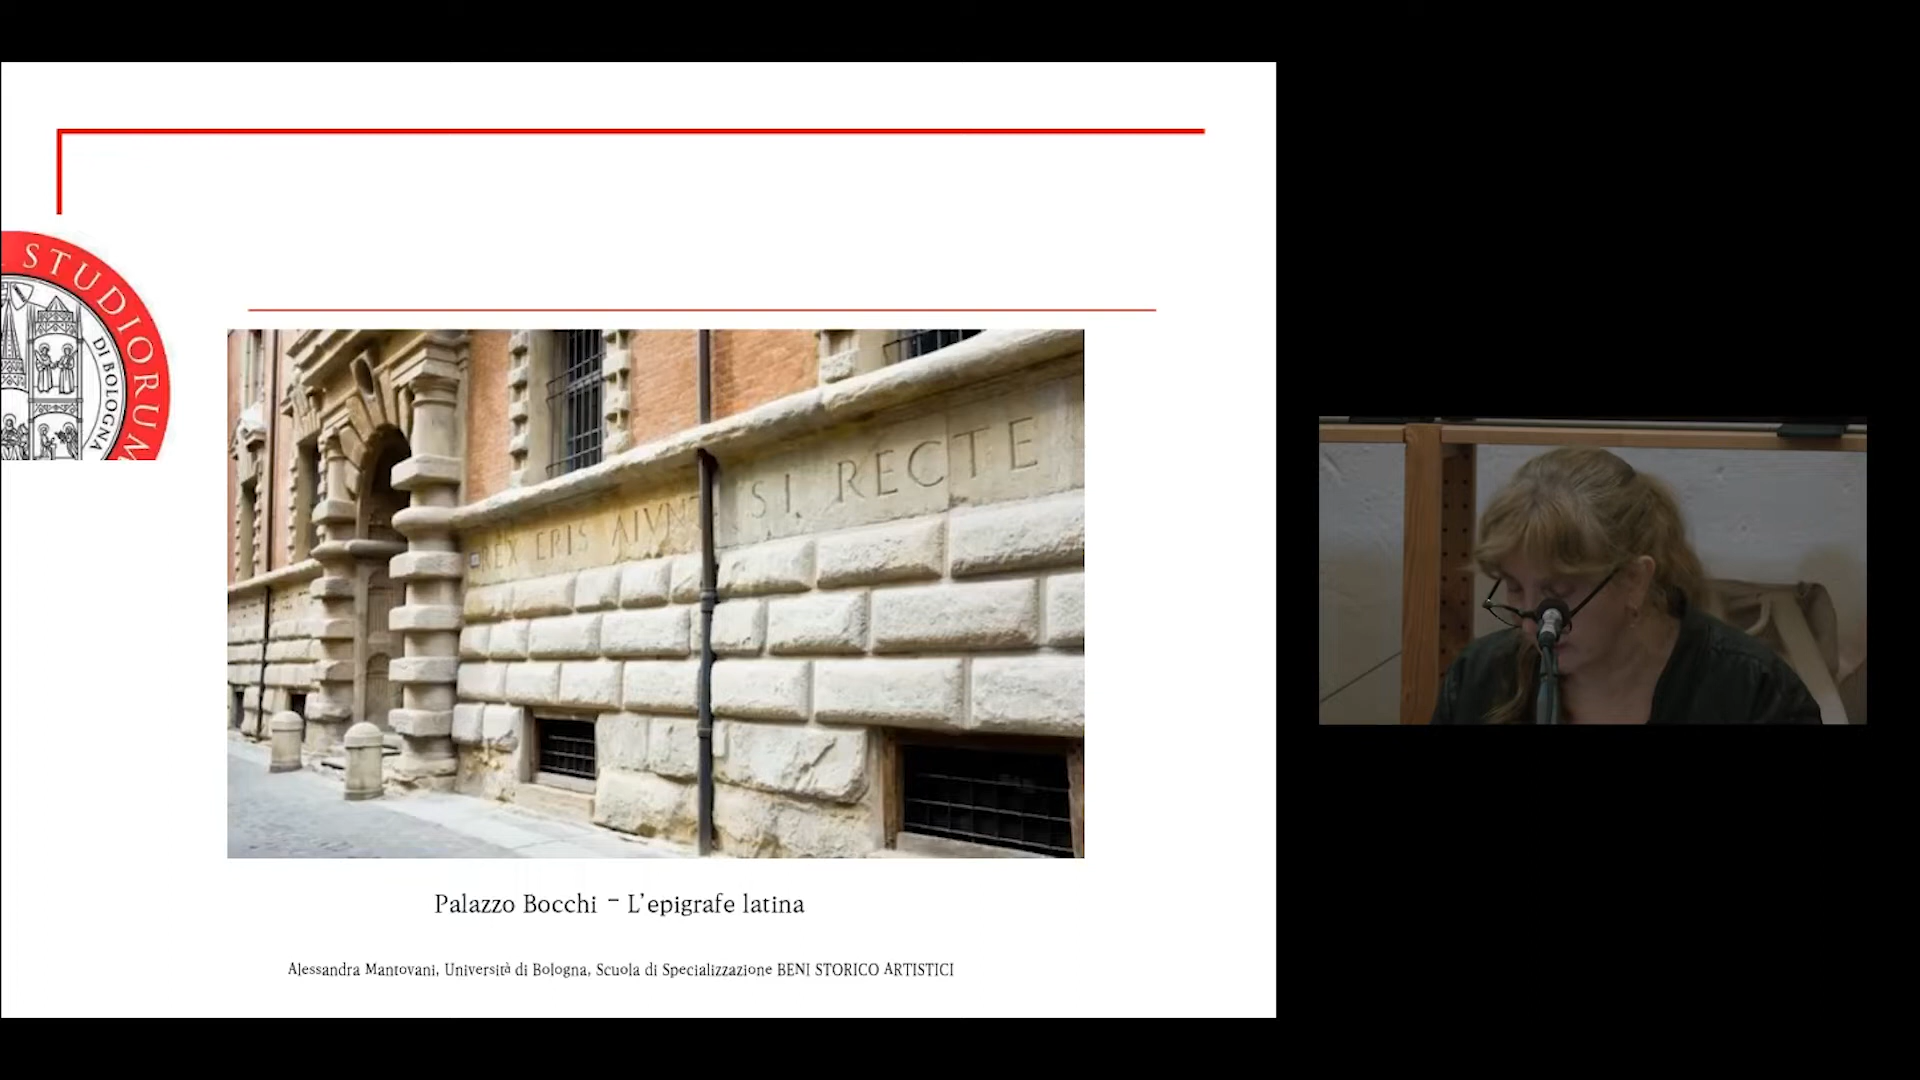 STUDIORUM
DI BOLOGNA
REX ERIS AIVNT SI RECTE
Palazzo Bocchi – L'epigrafe latina
Alessandra Mantovani, Università di Bologna, Scuola di Specializzazione BENI STORICO ARTISTICI